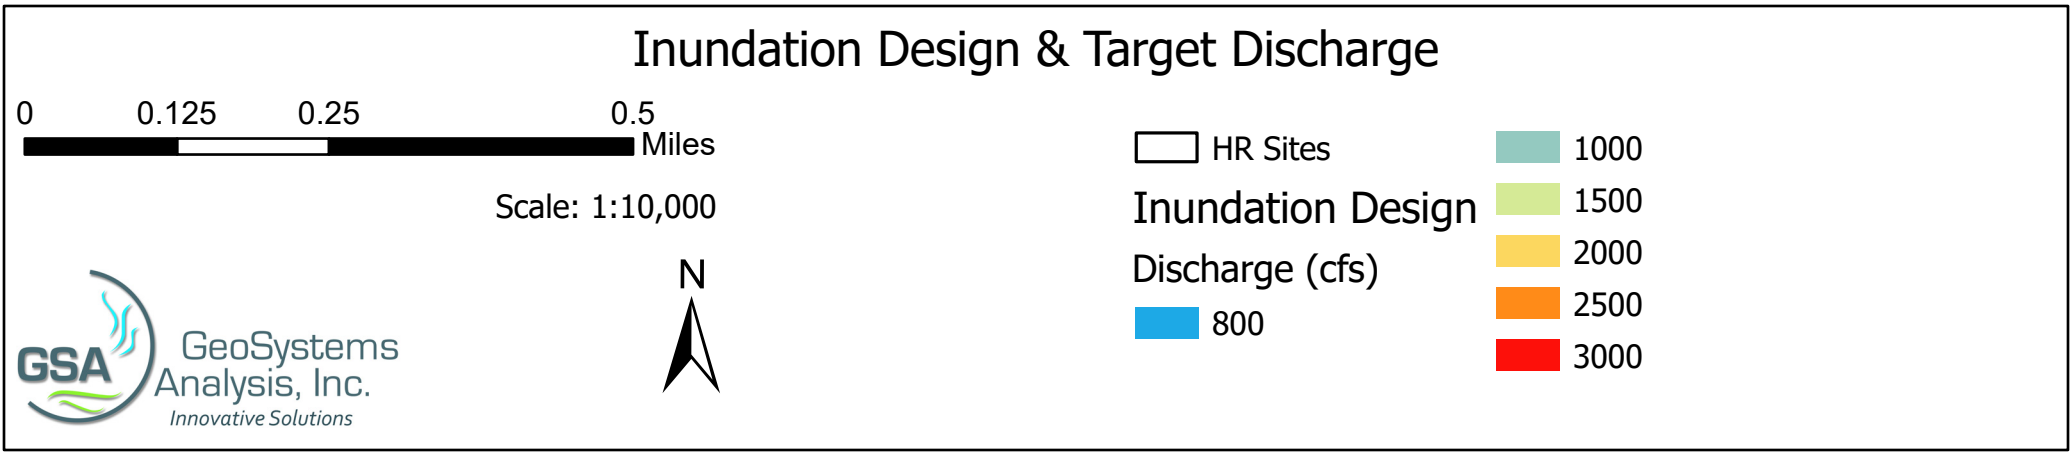 Inundation Design & Target Discharge
0 0.125 0.25 0.5
Miles
Scale: 1:10,000
N
GSA
GeoSystems
Analysis, Inc.
Innovative Solutions
HR Sites
Inundation Design
Discharge (cfs)
800
1000
1500
2000
2500
3000